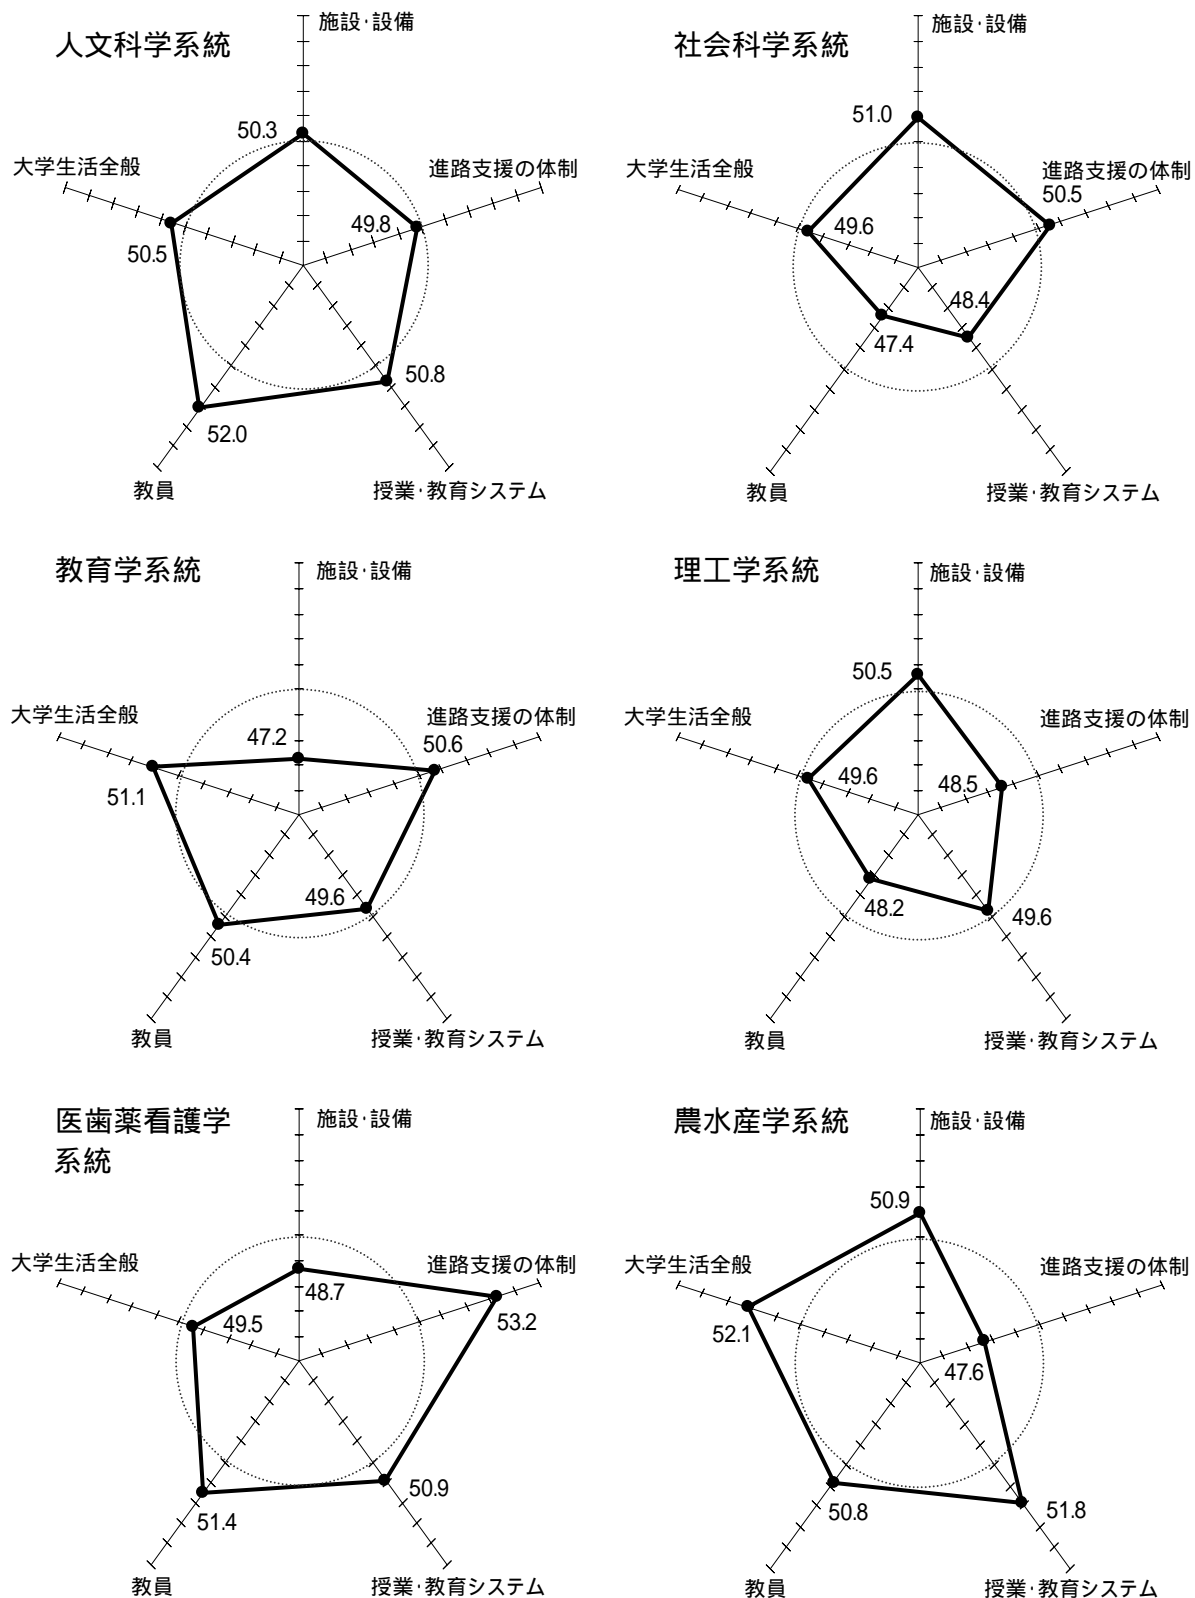 人文科学系統
施設·設備
50.3
大学生活全般
進路支援の体制
49.8
50.5
50.8
52.0
教員
授業·教育システム
社会科学系統
施設·設備
51.0
大学生活全般
進路支援の体制
50.5
49.6
48.4
47.4
教員
授業·教育システム
教育学系統
施設·設備
大学生活全般
進路支援の体制
47.2
50.6
51.1
49.6
50.4
教員
授業·教育システム
理工学系統
施設·設備
50.5
大学生活全般
進路支援の体制
49.6
48.5
48.2
49.6
教員
授業·教育システム
医歯薬看護学
系統
施設·設備
大学生活全般
進路支援の体制
48.7
49.5
53.2
50.9
51.4
教員
授業·教育システム
農水産学系統
施設·設備
50.9
大学生活全般
進路支援の体制
52.1
47.6
50.8
51.8
教員
授業·教育システム